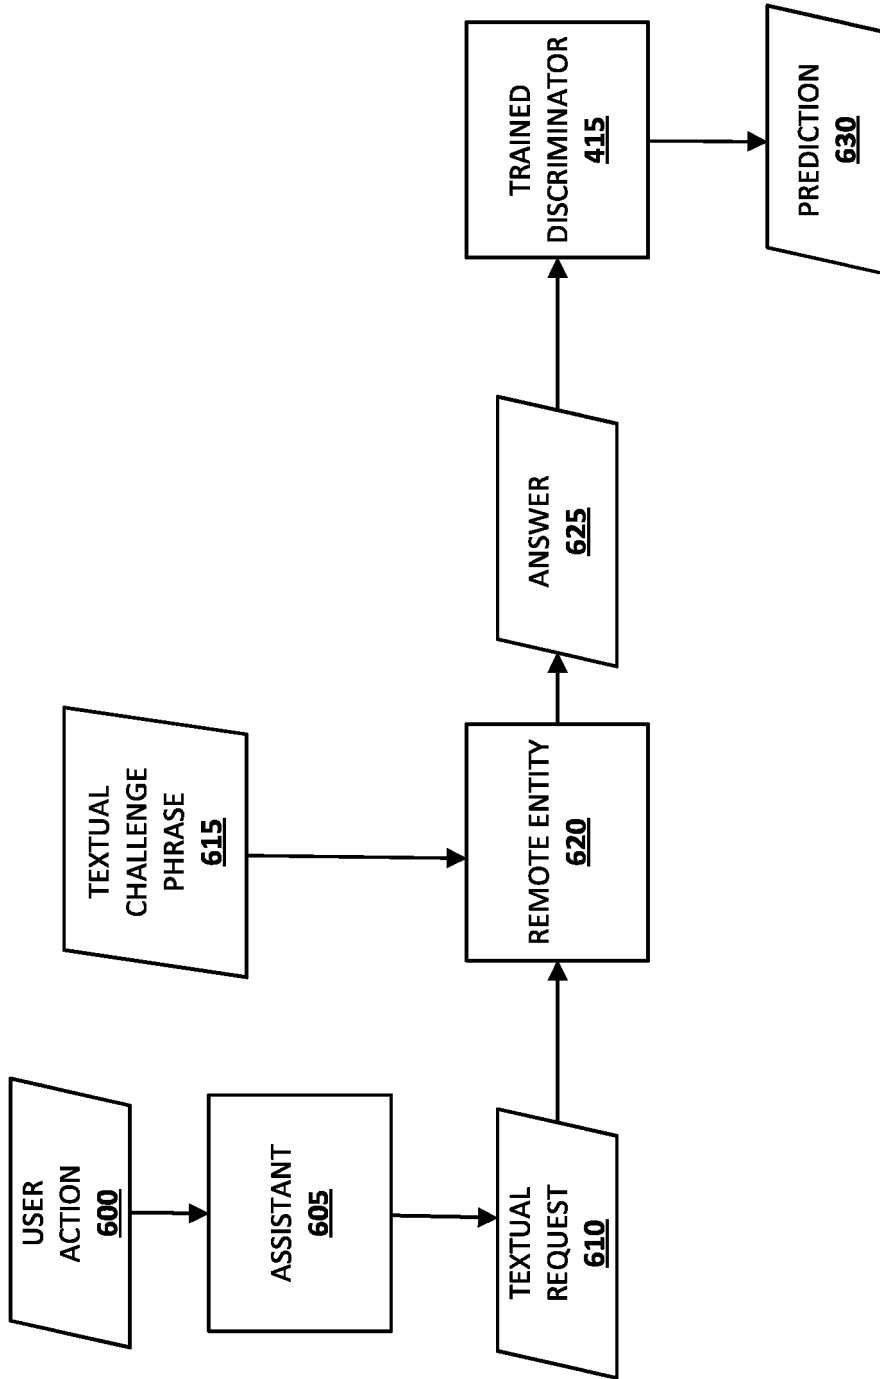 USER
ACTION
600
ASSISTANT
605
TEXTUAL
REQUEST
610
TEXTUAL
CHALLENGE
PHRASE
615
REMOTE ENTITY
620
ANSWER
625
TRAINED
DISCRIMINATOR
415
PREDICTION
630